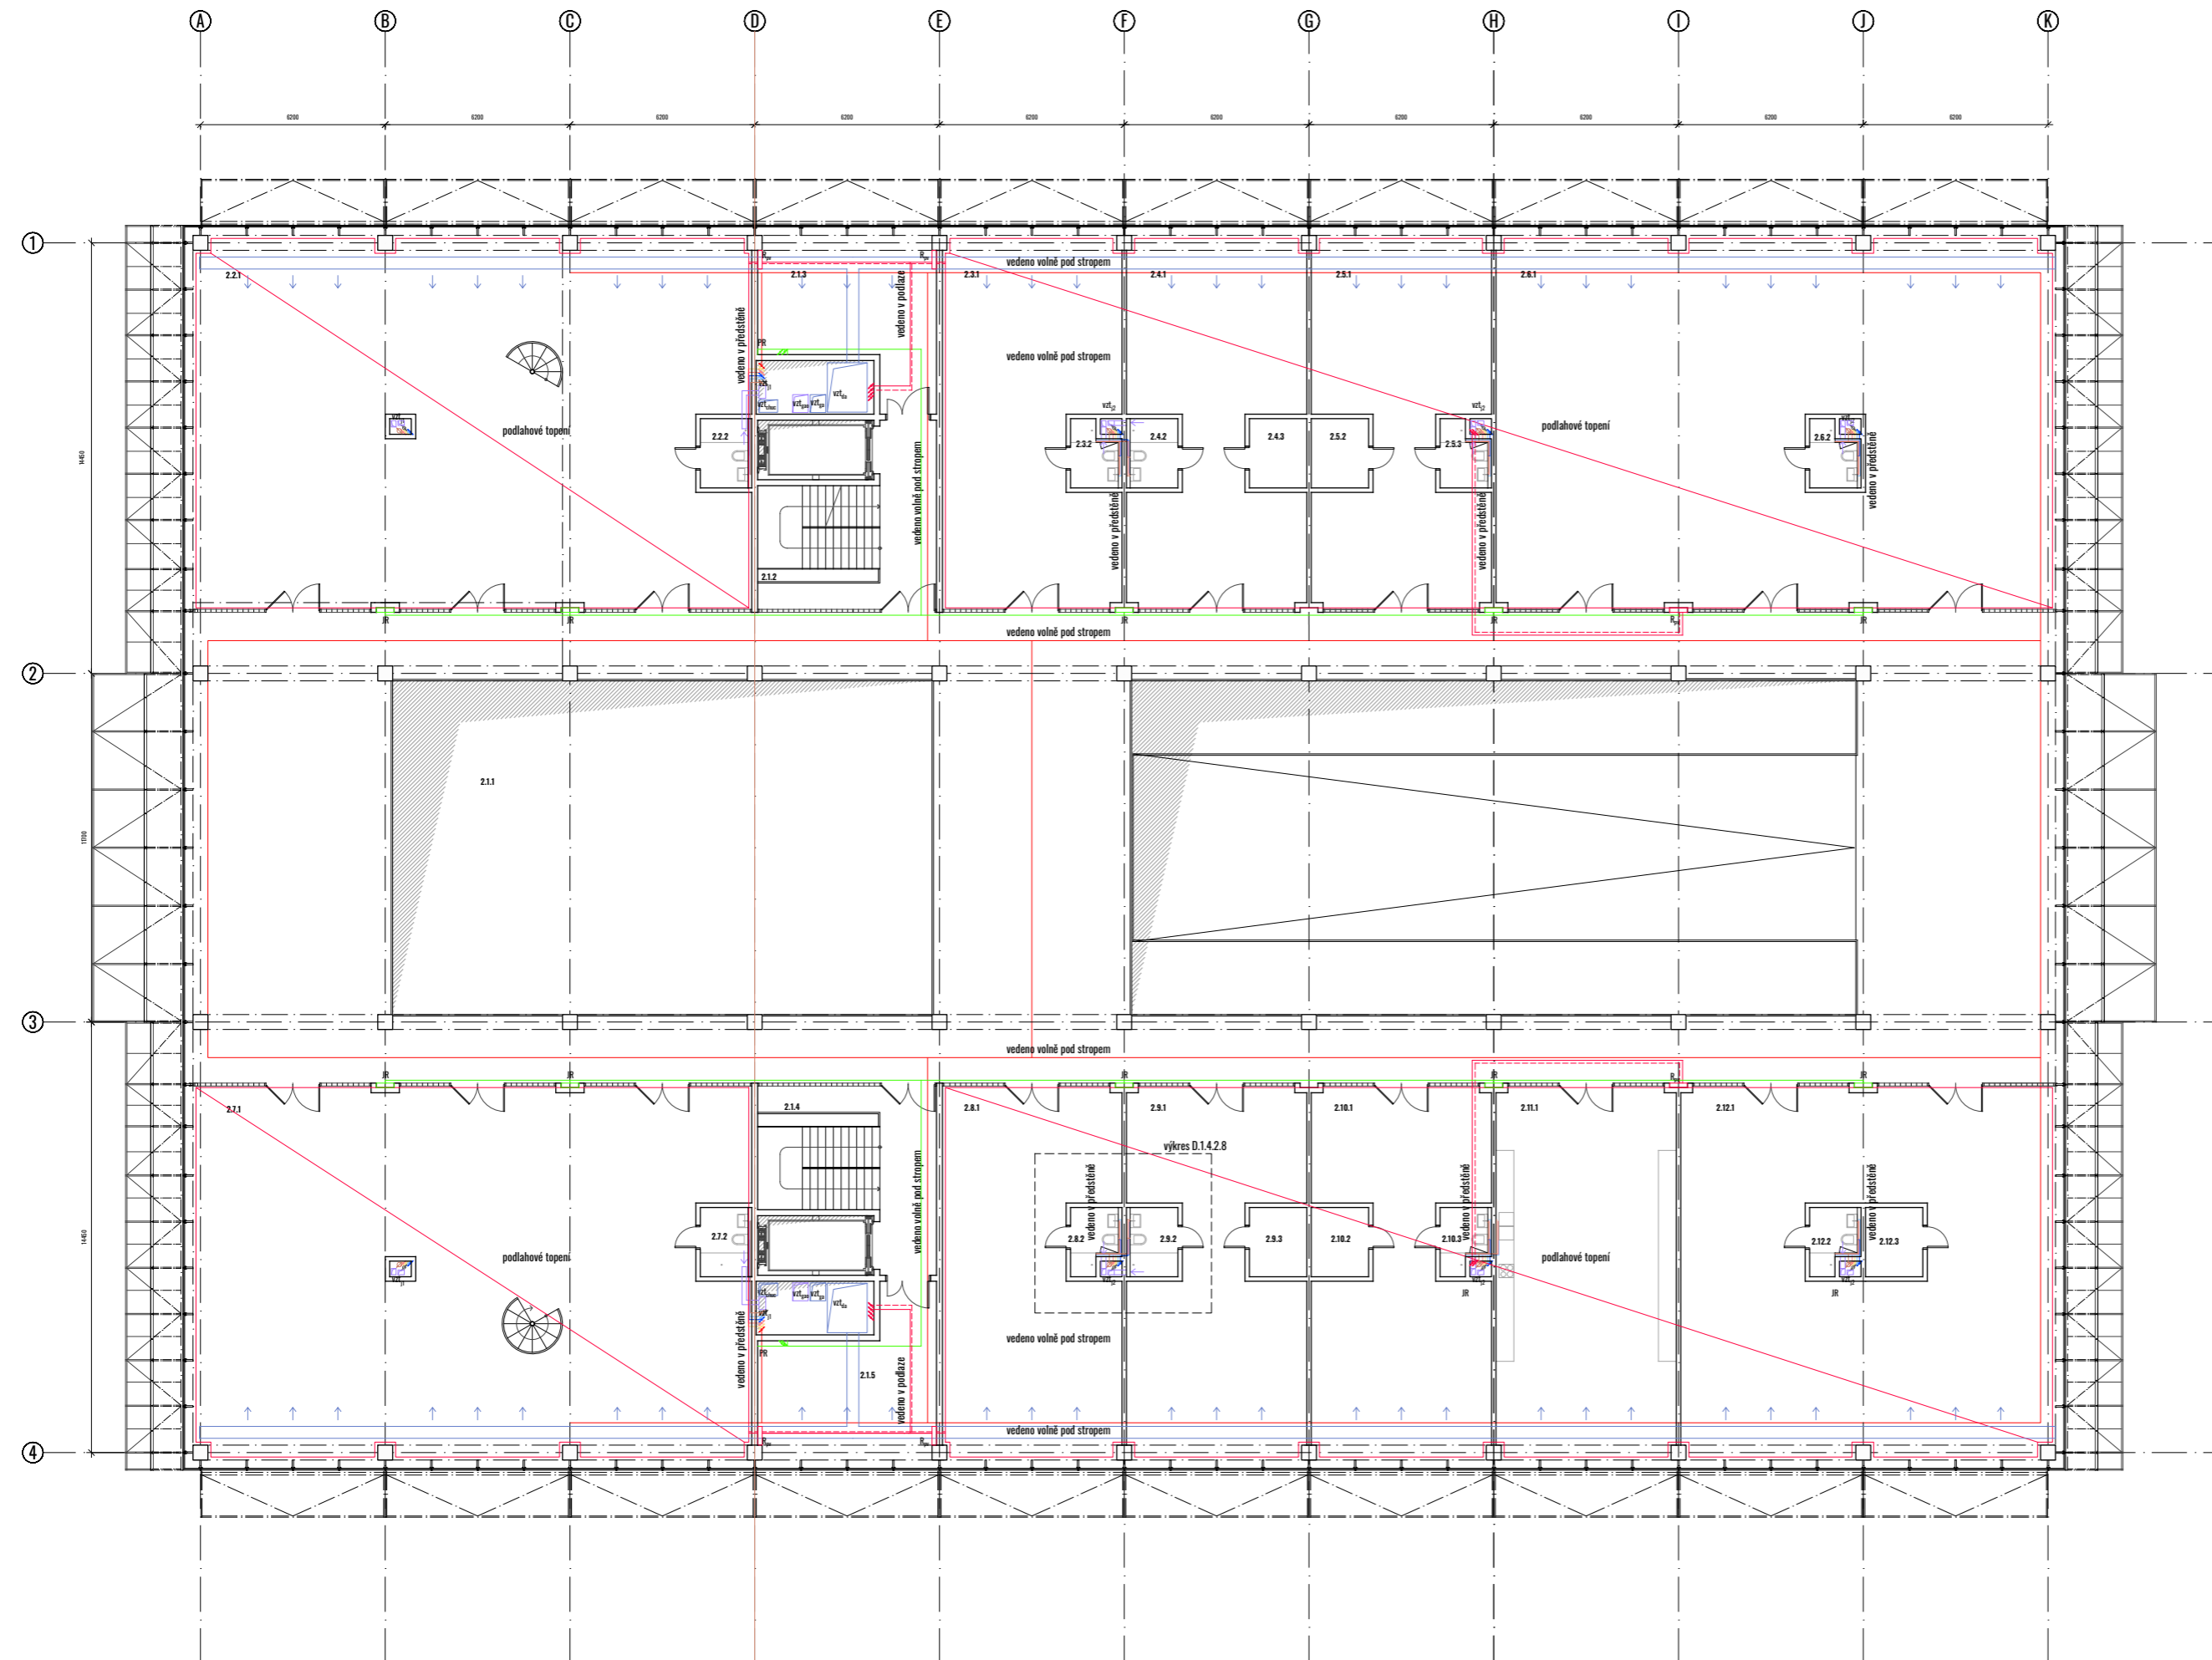 A B C D E F G H I J K
6200 6200 6200 6200 6200 6200 6200 6200 6200 6200
1
2.2.1
2.1.3
vedeno volně pod stropem
2.3.1
2.4.1
2.5.1
2.6.1
vedeno v předstěně
vedeno v podlaze
PR
vedeno volně pod stropem
podlahové topení
podlahové topení
2.2.2
2.3.2
2.4.2
2.4.3
2.5.2
2.5.3
2.6.2
14450
vedeno volně pod stropem
vedeno v předstěně
vedeno v předstěně
vedeno v předstěně
2.1.2
JR JR JR JR JR
vedeno volně pod stropem
2
2.1.1
11700
3
vedeno volně pod stropem
JR JR JR JR JR
2.7.1
2.1.4
2.8.1
2.9.1
2.10.1
2.11.1
2.12.1
výkres D.1.4.2.8
vedeno volně pod stropem
vedeno v předstěně
vedeno v předstěně
vedeno v předstěně
14450
2.7.2
2.8.2
2.9.2
2.9.3
2.10.2
2.10.3
2.12.2
2.12.3
podlahové topení
podlahové topení
JR
JR
vedeno v předstěně
PR
vedeno volně pod stropem
2.1.5
vedeno v podlaze
vedeno volně pod stropem
4